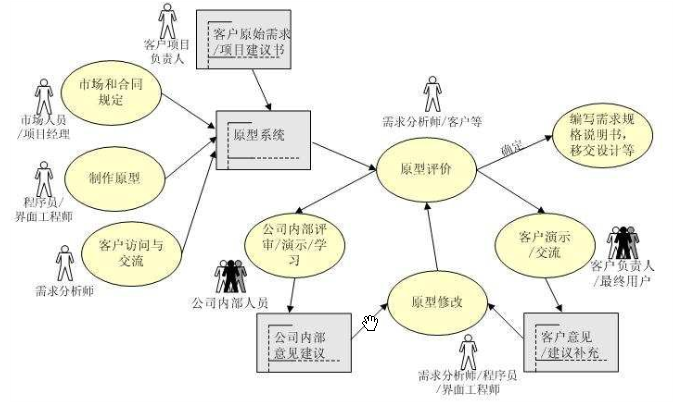 客户项目
负责人
客户原始需求
/项目建议书
市场和合同
规定
市场人员
/项目经理
原型系统
需求分析师/客户等
编写需求规
格说明书，
移交设计等
确定
原型评价
制作原型
程序员/
界面工程师
客户访问与
交流
需求分析师
公司内部评
审/演示/学
习
公司内部人员
客户演示
/交流
客户负责人
/最终用户
原型修改
公司内部
意见建议
客户意见
/建议补充
需求分析师/程序员
/界面工程师